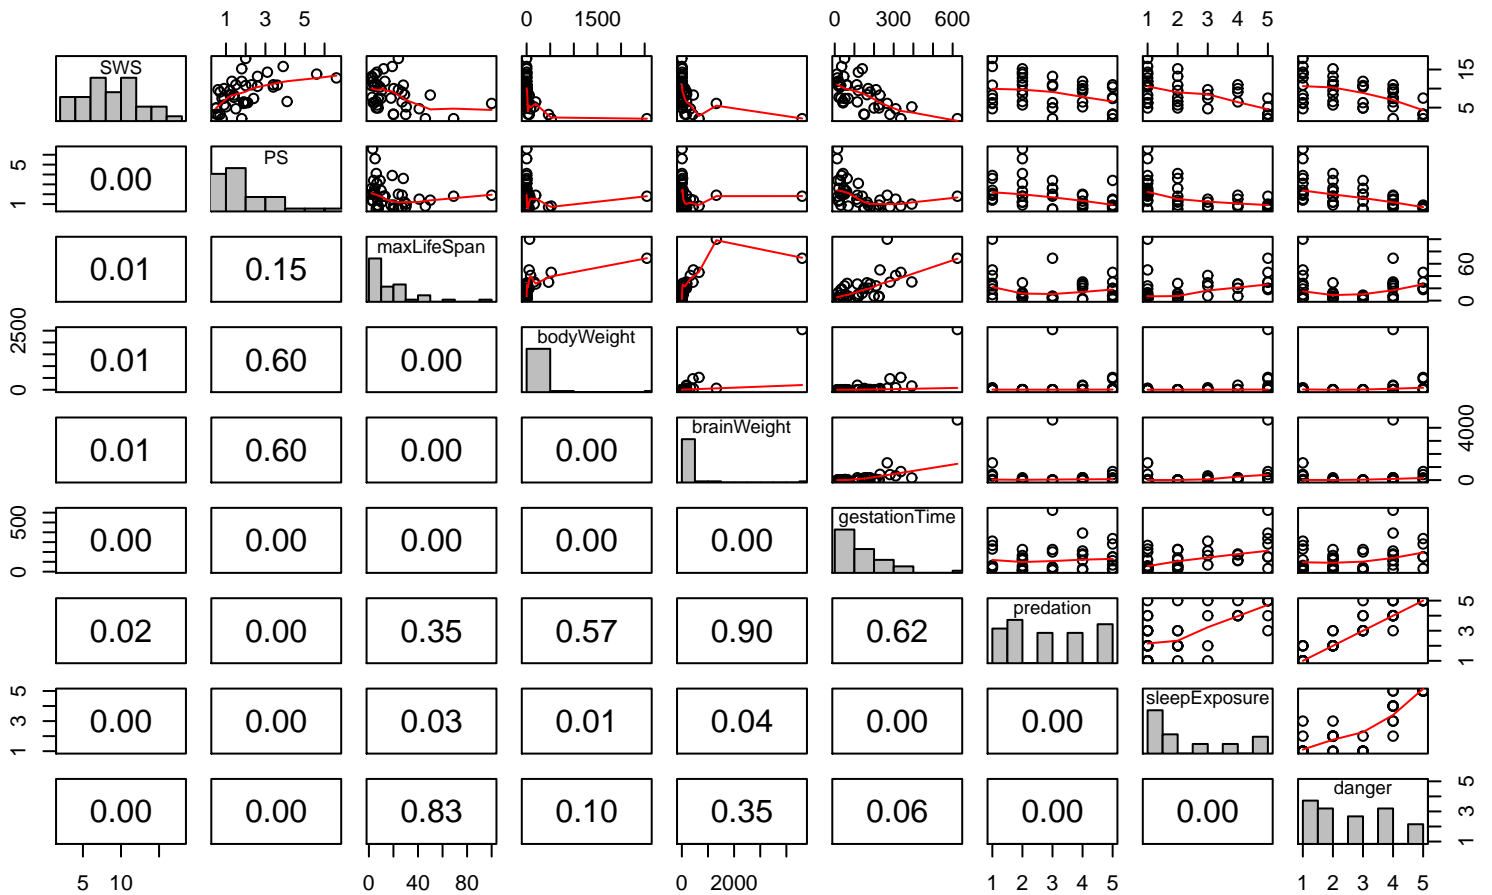 1 3 5 0 1500 0 300 600 1 2 3 4 5
SWS 5 15
1 5 0.00 PS
0.01 0.15 maxLifeSpan 0 60
0 2500 0.01 0.60 0.00 bodyWeight
0.01 0.60 0.00 0.00 brainWeight 0 4000
0 500 0.00 0.00 0.00 0.00 0.00 gestationTime
0.02 0.00 0.35 0.57 0.90 0.62 predation 1 3 5
1 3 5 0.00 0.00 0.03 0.01 0.04 0.00 0.00 sleepExposure
0.00 0.00 0.83 0.10 0.35 0.06 0.00 0.00 danger 1 3 5
5 10 0 40 80 0 2000 1 2 3 4 5 1 2 3 4 5